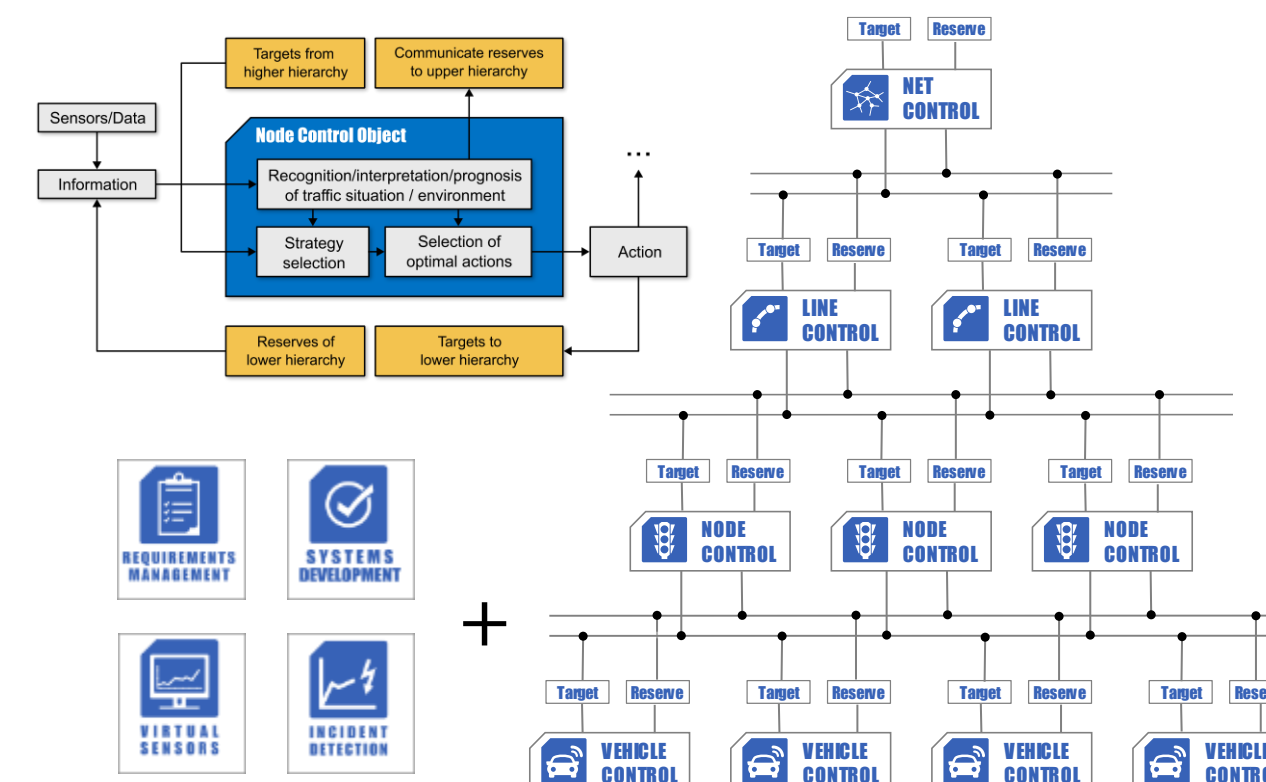 Targets from
higher hierarchy
Communicate reserves
to upper hierarchy
Sensors/Data
Information
Node Control Object
Recognition/interpretation/prognosis
of traffic situation / environment
Strategy
selection
Selection of
optimal actions
Action
...
Reserves of
lower hierarchy
Targets to
lower hierarchy
REQUIREMENTS
MANAGEMENT
SYSTEMS
DEVELOPMENT
VIRTUAL
SENSORS
INCIDENT
DETECTION
+
Target Reserve
NET
CONTROL
Target Reserve Target Reserve
LINE
CONTROL
LINE
CONTROL
Target Reserve Target Reserve Target Reserve
NODE
CONTROL
NODE
CONTROL
NODE
CONTROL
Target Reserve Target Reserve Target Reserve Target Rese
VEHICLE
CONTROL
VEHICLE
CONTROL
VEHICLE
CONTROL
VEHICLE
CONTRO